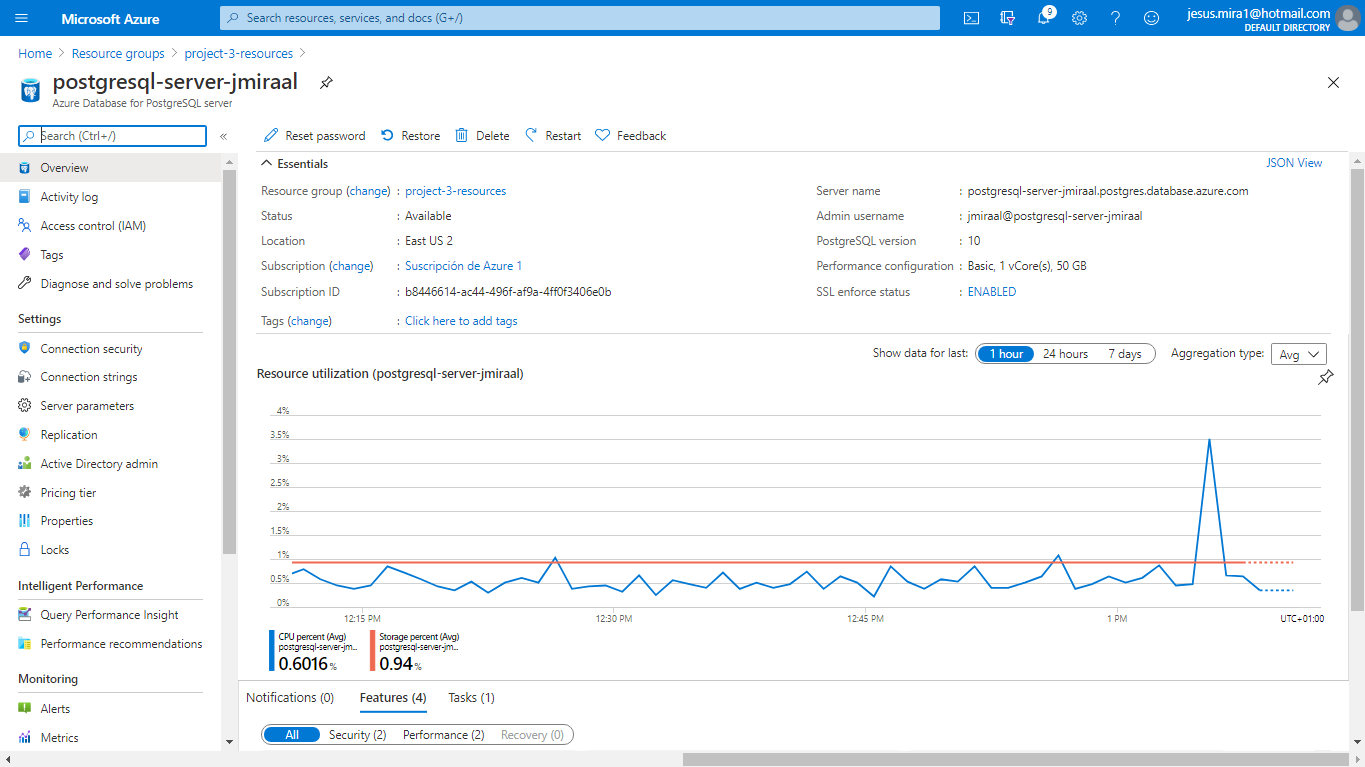 Microsoft Azure
Search resources, services, and docs (G+/)
9
jesus.mira1@hotmail.com
DEFAULT DIRECTORY
Home > Resource groups > project-3-resources >
postgresql-server-jmiraal
Azure Database for PostgreSQL server
Search (Ctrl+/)
«
Overview
Activity log
Access control (IAM)
Tags
Diagnose and solve problems
Settings
Connection security
Connection strings
Server parameters
Replication
Active Directory admin
Pricing tier
Properties
Locks
Intelligent Performance
Query Performance Insight
Performance recommendations
Monitoring
Alerts
Metrics
Reset password Restore Delete Restart Feedback
Essentials
JSON View
Resource group (change) : project-3-resources
Status : Available
Location : East US 2
Subscription (change) : Suscripción de Azure 1
Subscription ID : b8446614-ac44-496f-af9a-4ff0f3406e0b
Tags (change) : Click here to add tags
Server name : postgresql-server-jmiraal.postgres.database.azure.com
Admin username : jmiraal@postgresql-server-jmiraal
PostgreSQL version : 10
Performance configuration : Basic, 1 vCore(s), 50 GB
SSL enforce status : ENABLED
Show data for last: 1 hour 24 hours 7 days Aggregation type: Avg
Resource utilization (postgresql-server-jmiraal)
4%
3.5%
3%
2.5%
2%
1.5%
1%
0.5%
0%
12:15 PM 12:30 PM 12:45 PM 1 PM UTC+01:00
CPU percent (Avg)
postgresql-server-jm...
0.6016 %
Storage percent (Avg)
postgresql-server-jm...
0.94 %
Notifications (0) Features (4) Tasks (1)
All Security (2) Performance (2) Recovery (0)